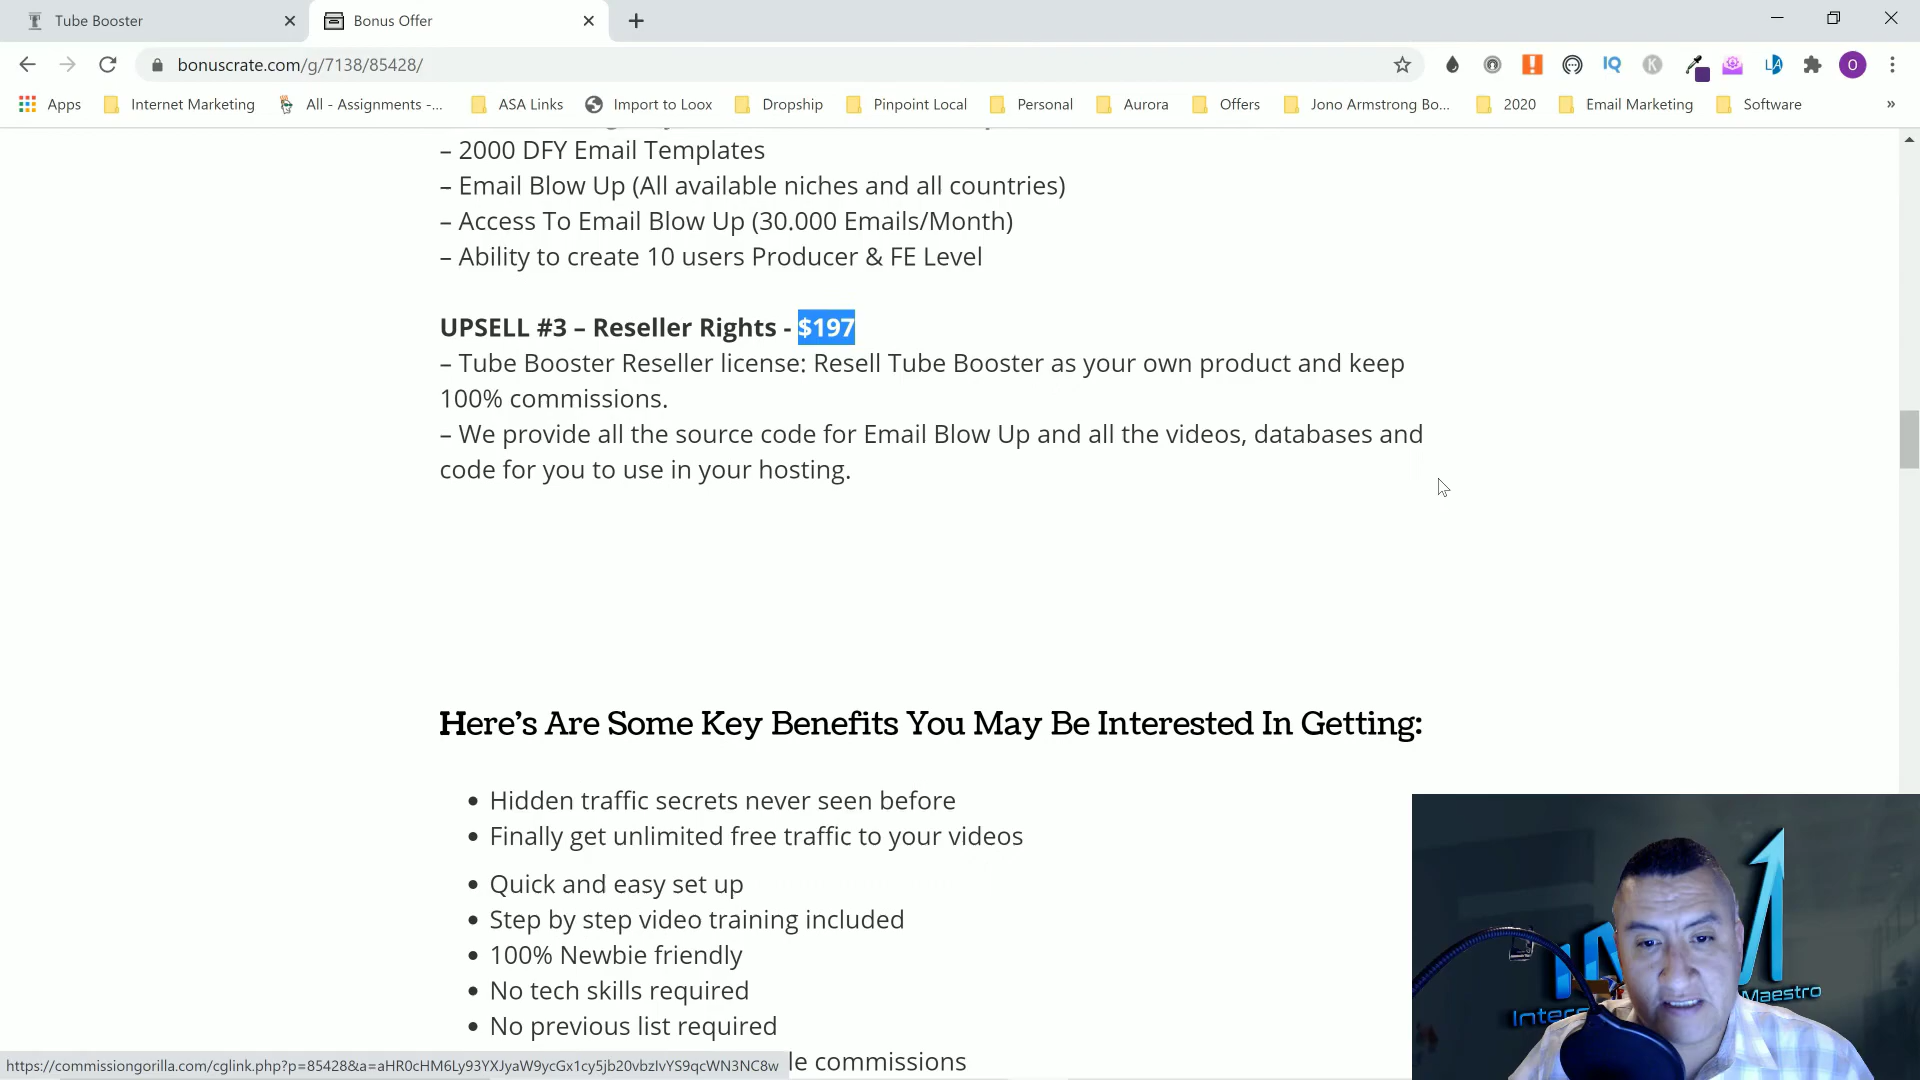 Tube Booster
Bonus Offer
bonuscrate.com/g/7138/85428/
IQ
K
LA
O
Apps
Internet Marketing
All - Assignments -...
ASA Links
Import to Loox
Dropship
Pinpoint Local
Personal
Aurora
Offers
Jono Armstrong Bo...
2020
Email Marketing
Software
»
– 2000 DFY Email Templates
– Email Blow Up (All available niches and all countries)
– Access To Email Blow Up (30.000 Emails/Month)
– Ability to create 10 users Producer & FE Level
UPSELL #3 – Reseller Rights - $197
– Tube Booster Reseller license: Resell Tube Booster as your own product and keep
100% commissions.
– We provide all the source code for Email Blow Up and all the videos, databases and
code for you to use in your hosting.
Here's Are Some Key Benefits You May Be Interested In Getting:
• Hidden traffic secrets never seen before
• Finally get unlimited free traffic to your videos
• Quick and easy set up
• Step by step video training included
• 100% Newbie friendly
• No tech skills required
• No previous list required
le commissions
Maestro
Inter
https://commissiongorilla.com/cglink.php?p=85428&a=aHR0cHM6Ly93YXJyaW9ycGx1cy5jb20vbzIvYS9qcWN3NC8w